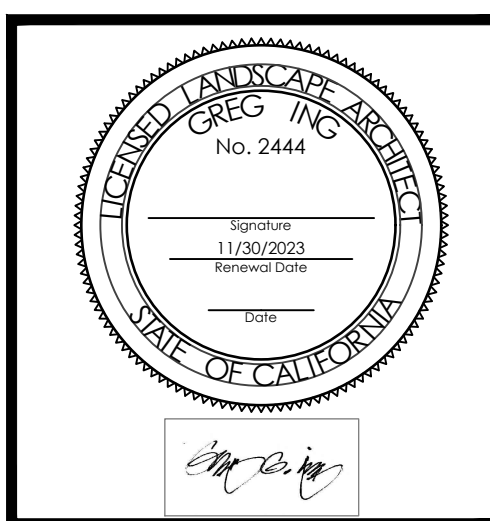 LICENSED LANDSCAPE ARCHITECT
GREG ING
No. 2444
Signature
11/30/2023
Renewal Date
Date
STATE OF CALIFORNIA